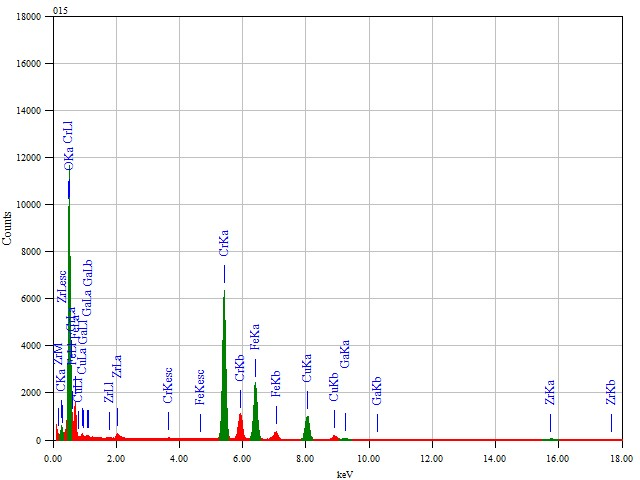 015
18000
16000
14000
12000
10000
8000
6000
4000
2000
0
Counts
0.00 2.00 4.00 6.00 8.00 10.00 12.00 14.00 16.00 18.00
keV
CKa
ZrM
ZrLesc
OKa CrLl
CuLl
CuLa GaLl
GaLa GaLb
ZrLl
ZrLa
CrKesc
FeKesc
CrKa
CrKb
FeKa
FeKb
CuKa
CuKb
GaKa
GaKb
ZrKa
ZrKb